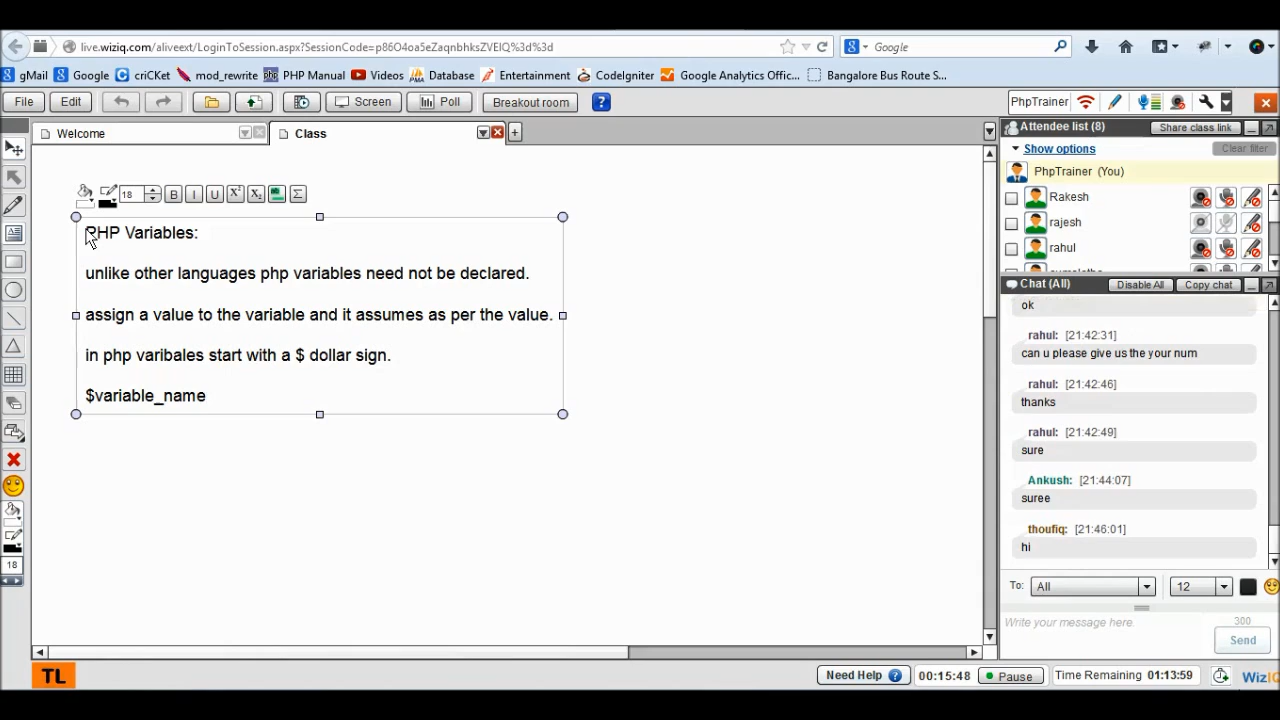 live.wiziq.com/aliveext/LoginToSession.aspx?SessionCode=p86O4oa5eZaqnbhksZVEIQ%3d%3d
Google
gMail Google criCKet mod_rewrite PHP Manual Videos Database Entertainment CodeIgniter Google Analytics Offic... Bangalore Bus Route S...
File Edit Screen Poll Breakout room ? PhpTrainer
Welcome Class
Attendee list (8) Share class link
Show options Clear filter
PhpTrainer (You)
Rakesh
rajesh
rahul
18 B I U X² X₂ Σ
PHP Variables:
unlike other languages php variables need not be declared.
assign a value to the variable and it assumes as per the value.
in php varibales start with a $ dollar sign.
$variable_name
18
Chat (All) Disable All Copy chat
ok
rahul: [21:42:31]
can u please give us the your num
rahul: [21:42:46]
thanks
rahul: [21:42:49]
sure
Ankush: [21:44:07]
suree
thoufiq: [21:46:01]
hi
To: All 12
Write your message here. 300
Send
TL Need Help ? 00:15:48 Pause Time Remaining 01:13:59